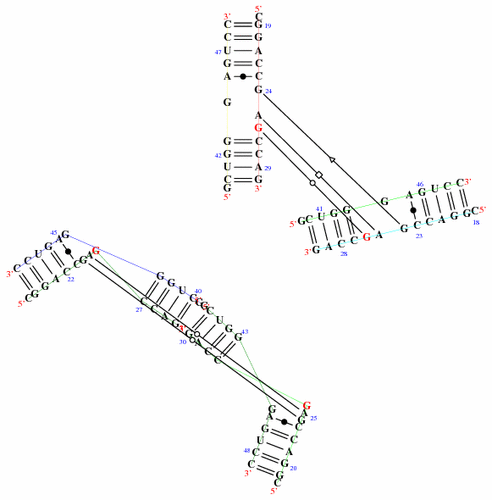 3' 5'
C
C G 19
C G
47 U A
G C
A C
G 24
G
A
G
G C
42 G C
U A 29
C G
G 3'
5'
46
41 G A G U C C 3'
5' G C U G G
G A C C G A G C C A G G C 5'
3' 28 23 18
45
3' C C U G A G
5' C G G A C C G A G
22
40
G G U C
27 C C A G
30
C U G G 43
A C C
G
G A G 25
A G C
U C
C A
48 C G
3' G 20
C
5'